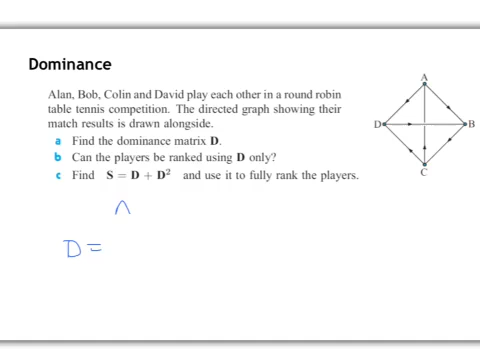 Dominance
Alan, Bob, Colin and David play each other in a round robin
table tennis competition. The directed graph showing their
match results is drawn alongside.
a Find the dominance matrix D.
b Can the players be ranked using D only?
c Find S = D + D² and use it to fully rank the players.
A
D
B
C
D =